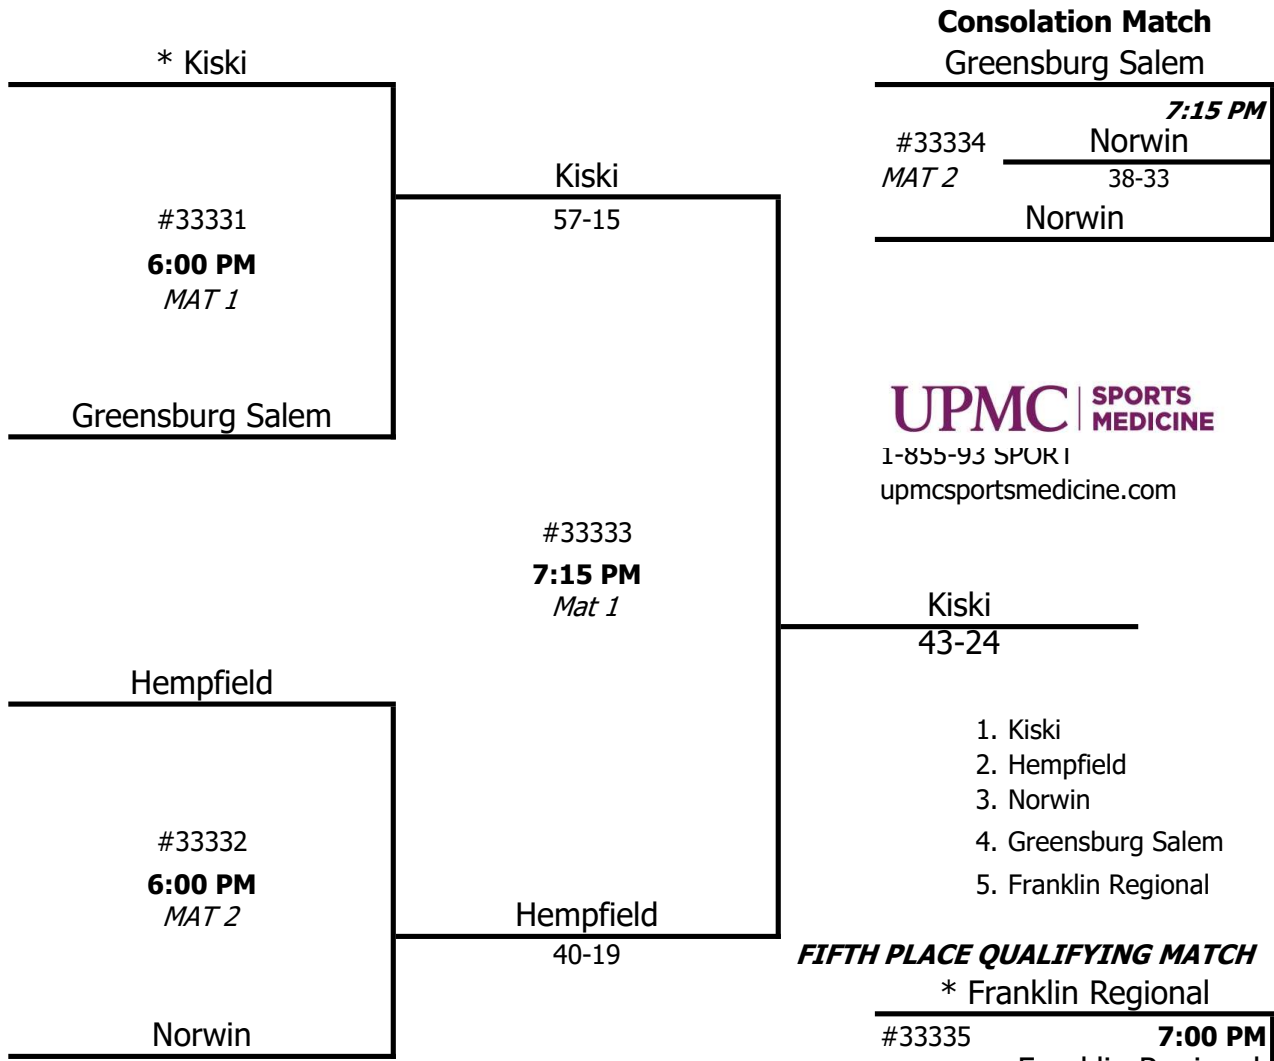 * Kiski
#33331
6:00 PM
MAT 1
Greensburg Salem
Kiski
57-15
#33333
7:15 PM
Mat 1
Hempfield
#33332
6:00 PM
MAT 2
Norwin
Hempfield
40-19
Kiski
43-24
Consolation Match
Greensburg Salem
7:15 PM
#33334
Norwin
MAT 2
38-33
Norwin
UPMC SPORTS MEDICINE
1-855-93 SPORT
upmcsportsmedicine.com
1. Kiski
2. Hempfield
3. Norwin
4. Greensburg Salem
5. Franklin Regional
FIFTH PLACE QUALIFYING MATCH
* Franklin Regional
#33335 7:00 PM
Franklin Regional